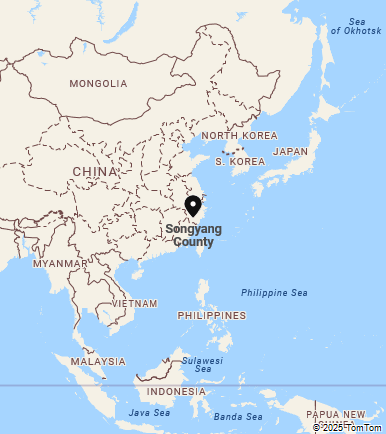 Sea
of Okhotsk
MONGOLIA
NORTH KOREA
JAPAN
S. KOREA
CHINA
Songyang
County
MYANMAR
Philippine Sea
VIETNAM
PHILIPPINES
MALAYSIA
Sulawesi
Sea
INDONESIA
Java Sea
Banda Sea
PAPUA NEW
GUINEA
© 2025 TomTom